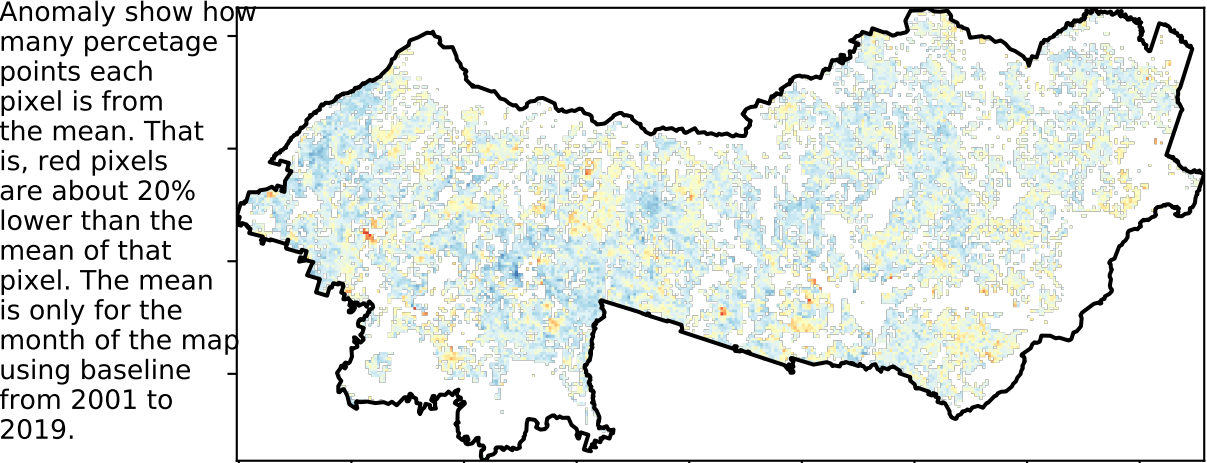 Anomaly show how
many percetage
points each
pixel is from
the mean. That
is, red pixels
are about 20%
lower than the
mean of that
pixel. The mean
is only for the
month of the map
using baseline
from 2001 to
2019.